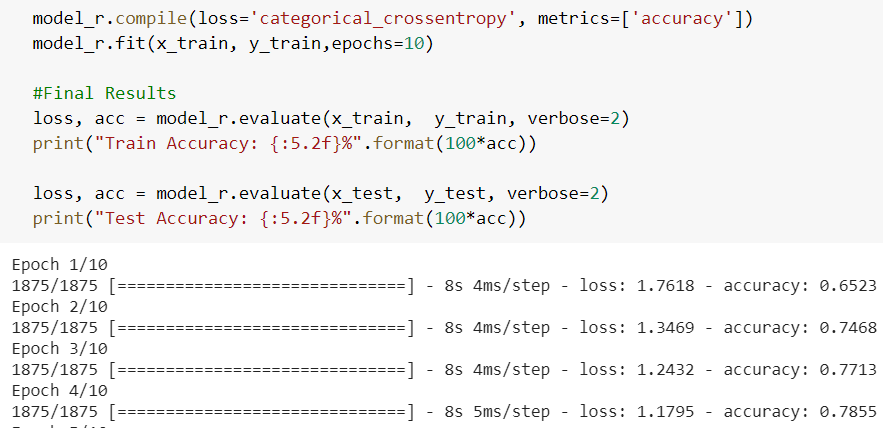 model_r.compile(loss='categorical_crossentropy', metrics=['accuracy'])
model_r.fit(x_train, y_train,epochs=10)
#Final Results
loss, acc = model_r.evaluate(x_train,  y_train, verbose=2)
print("Train Accuracy: {:5.2f}%".format(100*acc))
loss, acc = model_r.evaluate(x_test,  y_test, verbose=2)
print("Test Accuracy: {:5.2f}%".format(100*acc))
Epoch 1/10
1875/1875 [==============================] - 8s 4ms/step - loss: 1.7618 - accuracy: 0.6523
Epoch 2/10
1875/1875 [==============================] - 8s 4ms/step - loss: 1.3469 - accuracy: 0.7468
Epoch 3/10
1875/1875 [==============================] - 8s 4ms/step - loss: 1.2432 - accuracy: 0.7713
Epoch 4/10
1875/1875 [==============================] - 8s 5ms/step - loss: 1.1795 - accuracy: 0.7855